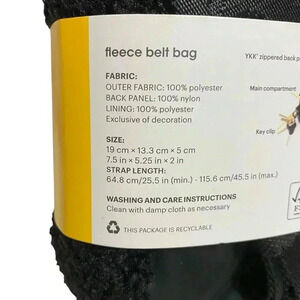 fleece belt bag
YKK® zippered back p
FABRIC:
OUTER FABRIC: 100% polyester
BACK PANEL: 100% nylon
LINING: 100% polyester
Exclusive of decoration
Main compartment
Key clip
SIZE:
19 cm × 13.3 cm × 5 cm
7.5 in × 5.25 in × 2 in
STRAP LENGTH:
64.8 cm/25.5 in (min.) - 115.6 cm/45.5 in (max.)
WASHING AND CARE INSTRUCTIONS
Clean with damp cloth as necessary
THIS PACKAGE IS RECYCLABLE